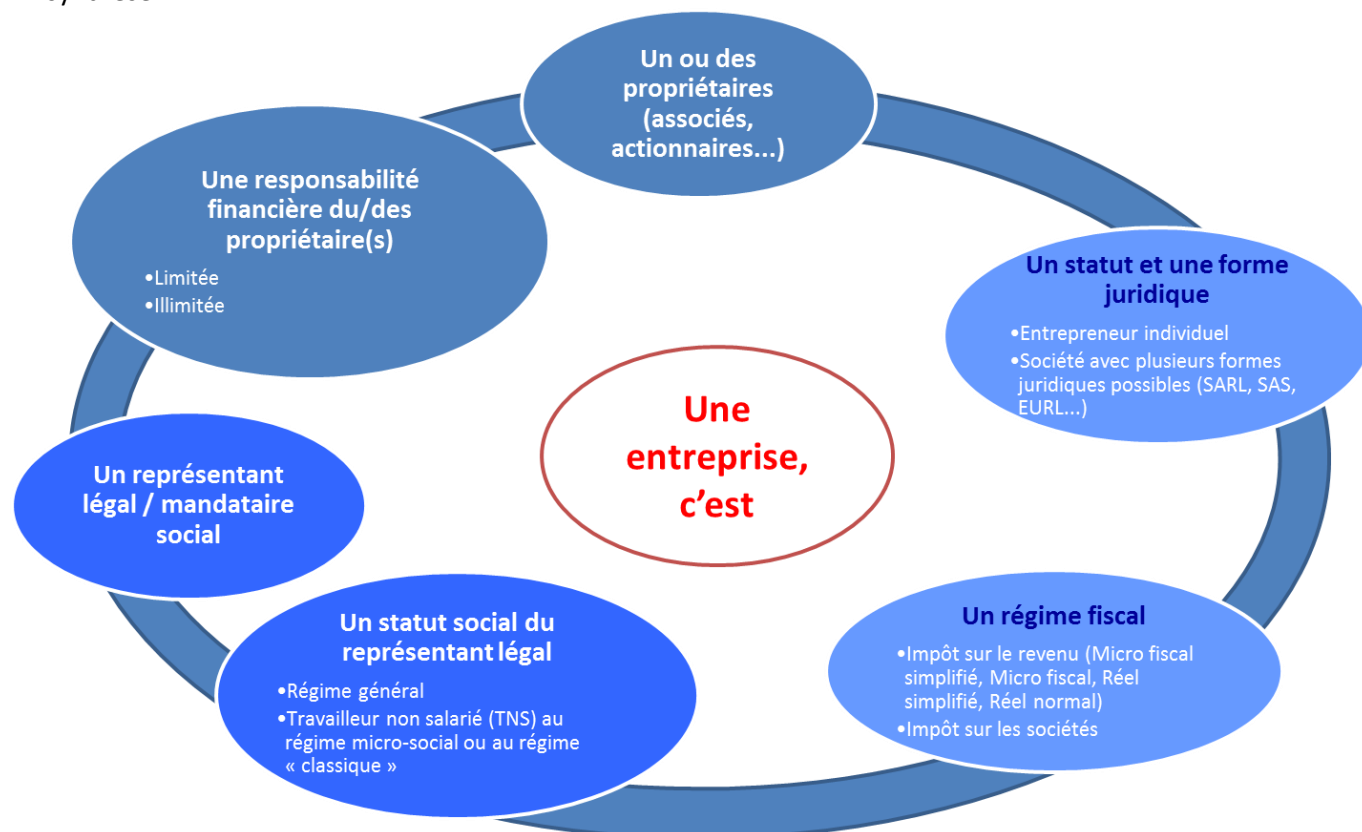 Un ou des
propriétaires
(associés,
actionnaires...)
Une responsabilité
financière du/des
propriétaire(s)
•Limitée
•Illimitée
Un statut et une forme
juridique
•Entrepreneur individuel
•Société avec plusieurs formes
juridiques possibles (SARL, SAS,
EURL...)
Une
entreprise,
c’est
Un représentant
légal / mandataire
social
Un statut social du
représentant légal
•Régime général
•Travailleur non salarié (TNS) au
régime micro-social ou au régime
« classique »
Un régime fiscal
•Impôt sur le revenu (Micro fiscal
simplifié, Micro fiscal, Réel
simplifié, Réel normal)
•Impôt sur les sociétés